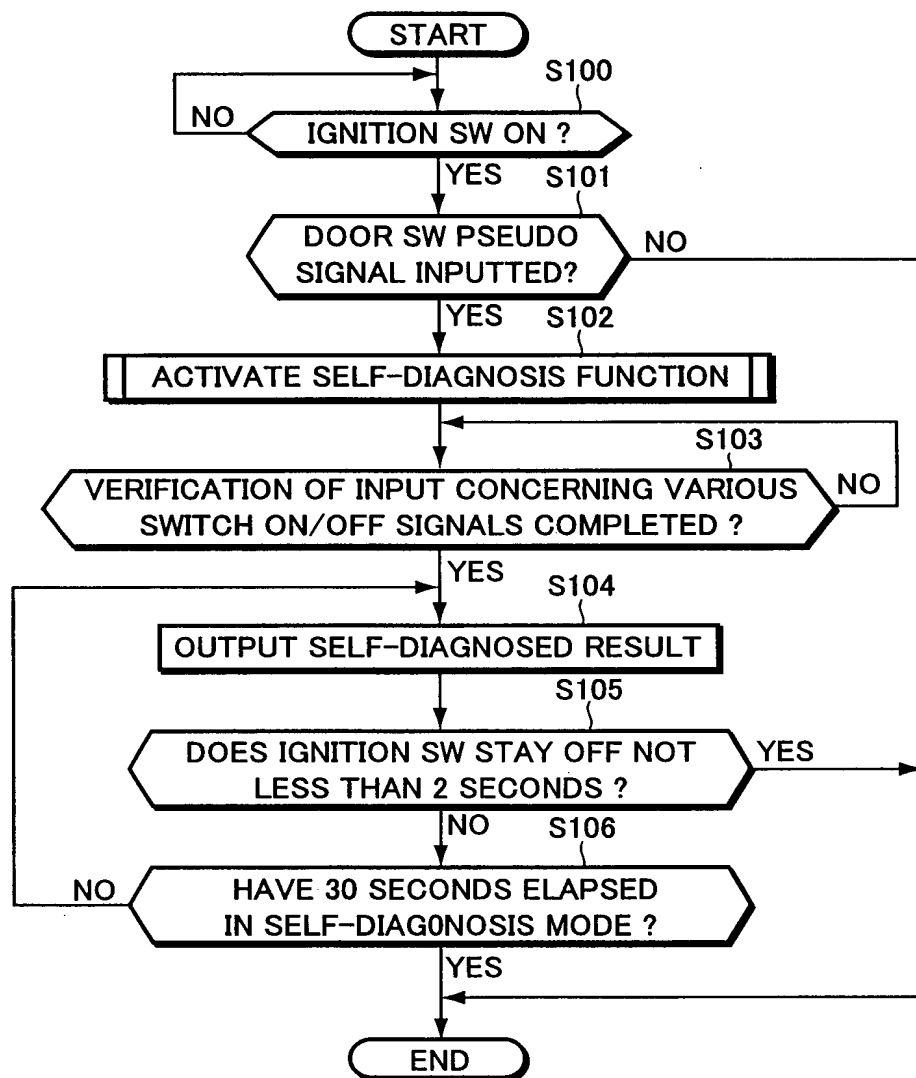 START
S100
NO
IGNITION SW ON ?
YES
S101
DOOR SW PSEUDO
SIGNAL INPUTTED?
NO
YES
S102
ACTIVATE SELF-DIAGNOSIS FUNCTION
S103
VERIFICATION OF INPUT CONCERNING VARIOUS
SWITCH ON/OFF SIGNALS COMPLETED ?
NO
YES
S104
OUTPUT SELF-DIAGNOSED RESULT
S105
DOES IGNITION SW STAY OFF NOT
LESS THAN 2 SECONDS ?
YES
NO
S106
NO
HAVE 30 SECONDS ELAPSED
IN SELF-DIAG0NOSIS MODE ?
YES
END